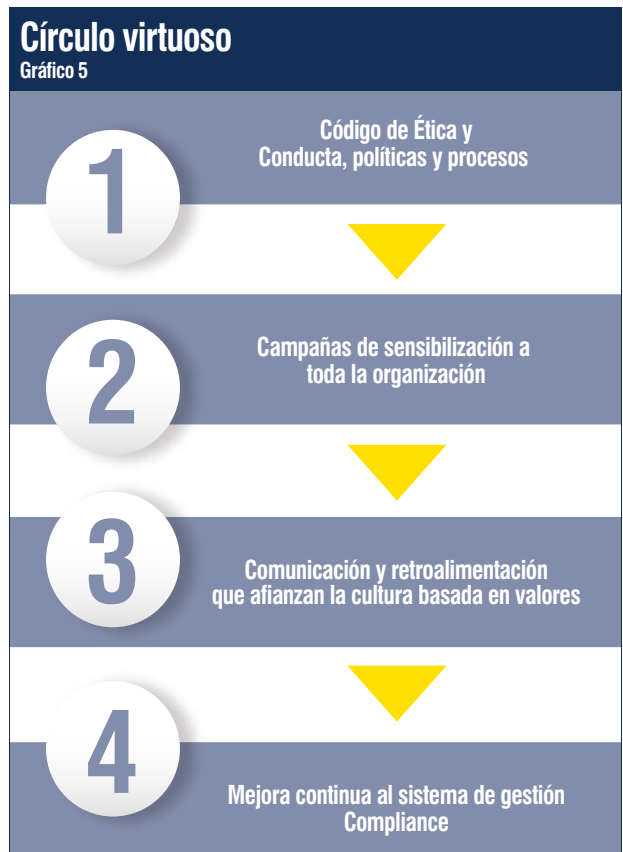 Círculo virtuoso
Gráfico 5
1
Código de Ética y
Conducta, políticas y procesos
2
Campañas de sensibilización a
toda la organización
3
Comunicación y retroalimentación
que afianzan la cultura basada en valores
4
Mejora continua al sistema de gestión
Compliance